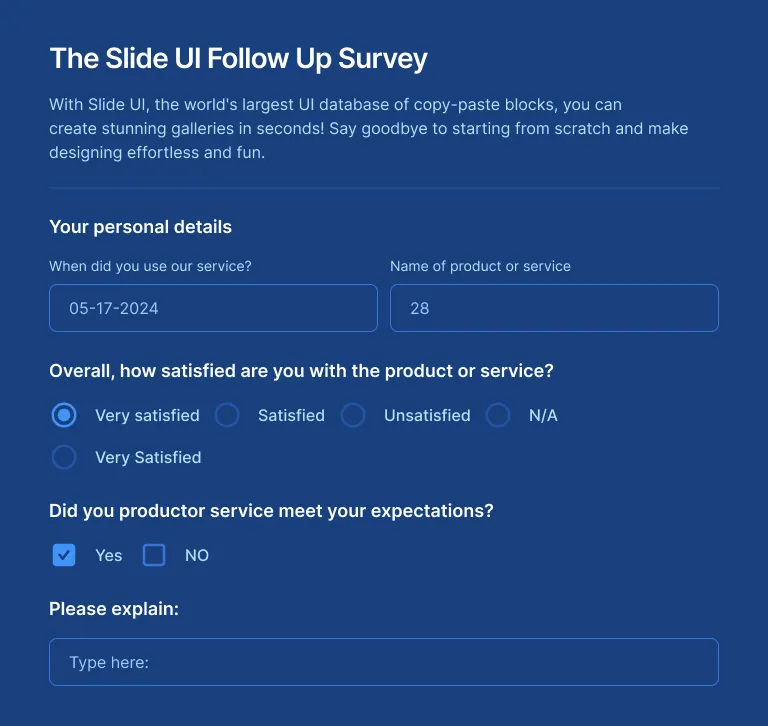 The Slide UI Follow Up Survey
With Slide UI, the world's largest UI database of copy-paste blocks, you can
create stunning galleries in seconds! Say goodbye to starting from scratch and make
designing effortless and fun.
Your personal details
When did you use our service?
Name of product or service
05-17-2024
28
Overall, how satisfied are you with the product or service?
Very satisfied Satisfied Unsatisfied N/A
Very Satisfied
Did you productor service meet your expectations?
Yes NO
Please explain:
Type here: